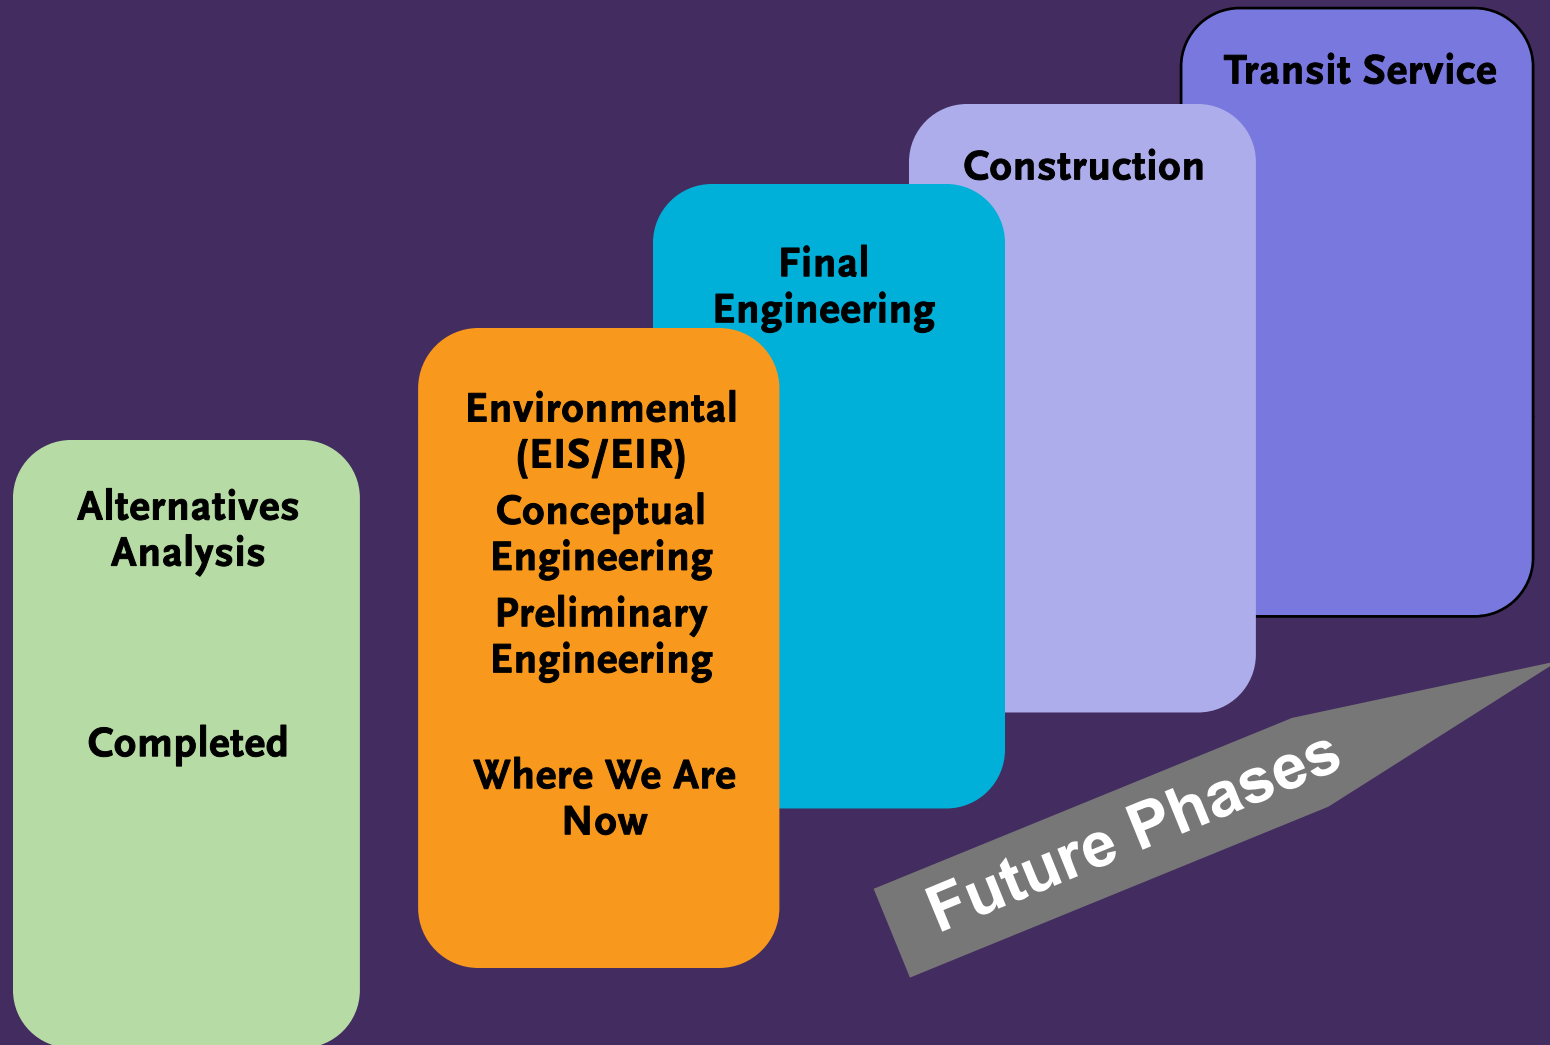 Alternatives
Analysis
Completed
Environmental
(EIS/EIR)
Conceptual
Engineering
Preliminary
Engineering
Where We Are
Now
Final
Engineering
Construction
Transit Service
Future Phases